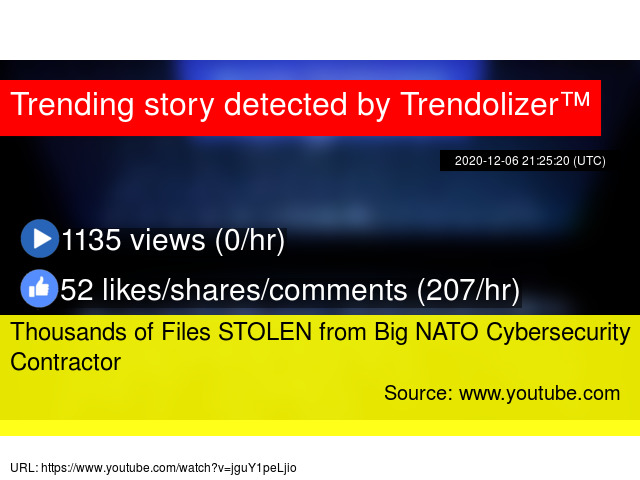 Trending story detected by Trendolizer™
2020-12-06 21:25:20 (UTC)
1135 views (0/hr)
52 likes/shares/comments (207/hr)
Thousands of Files STOLEN from Big NATO Cybersecurity
Contractor
Source: www.youtube.com
URL: https://www.youtube.com/watch?v=jguY1peLjio